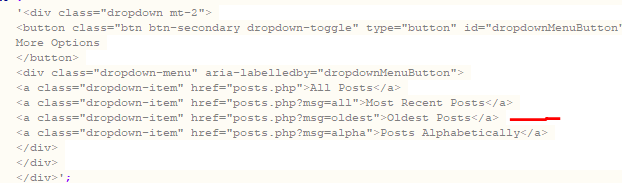 '<div class="dropdown mt-2">
<button class="btn btn-secondary dropdown-toggle" type="button" id="dropdownMenuButton"
More Options
</button>
<div class="dropdown-menu" aria-labelledby="dropdownMenuButton">
<a class="dropdown-item" href="posts.php">All Posts</a>
<a class="dropdown-item" href="posts.php?msg=all">Most Recent Posts</a>
<a class="dropdown-item" href="posts.php?msg=oldest">Oldest Posts</a>
<a class="dropdown-item" href="posts.php?msg=alpha">Posts Alphabetically</a>
</div>
</div>
</div>';